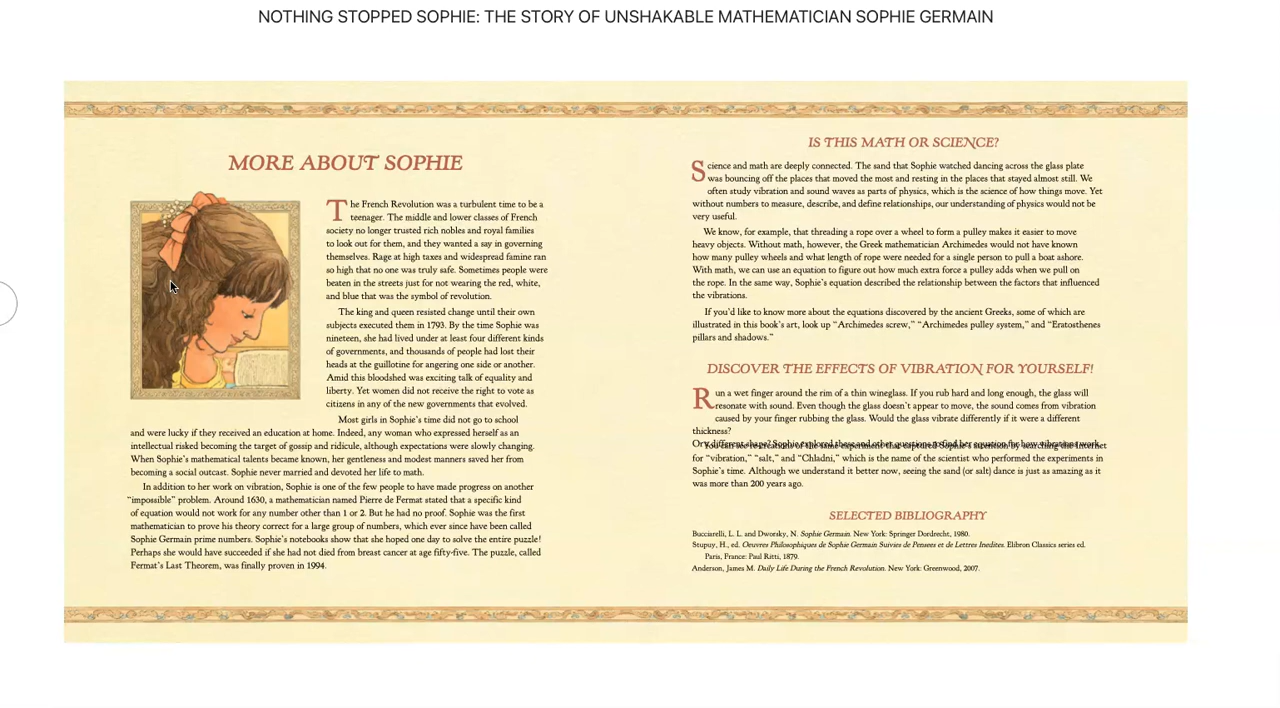 NOTHING STOPPED SOPHIE: THE STORY OF UNSHAKABLE MATHEMATICIAN SOPHIE GERMAIN
MORE ABOUT SOPHIE
The French Revolution was a turbulent time to be a
teenager. The middle and lower classes of French
society no longer trusted rich nobles and royal families
to look out for them, and they wanted a say in governing
themselves. Rage at high taxes and widespread famine ran
so high that no one was truly safe. Sometimes people were
beaten in the streets just for not wearing the red, white,
and blue that was the symbol of revolution.
The king and queen resisted change until their own
subjects executed them in 1793. By the time Sophie was
nineteen, she had lived under at least four different kinds
of governments, and thousands of people had lost their
heads at the guillotine for angering one side or another.
Amid this bloodshed was exciting talk of equality and
liberty. Yet women did not receive the right to vote as
citizens in any of the new governments that evolved.
Most girls in Sophie's time did not go to school
and were lucky if they received an education at home. Indeed, any woman who expressed herself as an
intellectual risked becoming the target of gossip and ridicule, although expectations were slowly changing.
When Sophie's mathematical talents became known, her gentleness and modest manners saved her from
becoming a social outcast. Sophie never married and devoted her life to math.
In addition to her work on vibration, Sophie is one of the few people to have made progress on another
"impossible" problem. Around 1630, a mathematician named Pierre de Fermat stated that a specific kind
of equation would not work for any number other than 1 or 2. But he had no proof. Sophie was the first
mathematician to prove his theory correct for a large group of numbers, which ever since have been called
Sophie Germain prime numbers. Sophie's notebooks show that she hoped one day to solve the entire puzzle!
Perhaps she would have succeeded if she had not died from breast cancer at age fifty-five. The puzzle, called
Fermat's Last Theorem, was finally proven in 1994.
IS THIS MATH OR SCIENCE?
Science and math are deeply connected. The sand that Sophie watched dancing across the glass plate
was bouncing off the places that moved the most and resting in the places that stayed almost still. We
often study vibration and sound waves as parts of physics, which is the science of how things move. Yet
without numbers to measure, describe, and define relationships, our understanding of physics would not be
very useful.
We know, for example, that threading a rope over a wheel to form a pulley makes it easier to move
heavy objects. Without math, however, the Greek mathematician Archimedes would not have known
how many pulley wheels and what length of rope were needed for a single person to pull a boat ashore.
With math, we can use an equation to figure out how much extra force a pulley adds when we pull on
the rope. In the same way, Sophie's equation described the relationship between the factors that influenced
the vibrations.
If you'd like to know more about the equations discovered by the ancient Greeks, some of which are
illustrated in this book's art, look up "Archimedes screw," "Archimedes pulley system," and "Eratosthenes
pillars and shadows."
DISCOVER THE EFFECTS OF VIBRATION FOR YOURSELF!
Run a wet finger around the rim of a thin wineglass. If you rub hard and long enough, the glass will
resonate with sound. Even though the glass doesn't appear to move, the sound comes from vibration
caused by your finger rubbing the glass. Would the glass vibrate differently if it were a different
thickness?
for "vibration," "salt," and "Chladni," which is the name of the scientist who performed the experiments in
Sophie's time. Although we understand it better now, seeing the sand (or salt) dance is just as amazing as it
was more than 200 years ago.
SELECTED BIBLIOGRAPHY
Bucciarelli, L. L. and Dworsky, N. Sophie Germain. New York: Springer Dordrecht, 1980.
Stupuy, H., ed. Oeuvres Philosophiques de Sophie Germain Suivies de Pensees et de Lettres Inedites. Elibron Classics series ed.
Paris, France: Paul Ritti, 1879.
Anderson, James M. Daily Life During the French Revolution. New York: Greenwood, 2007.